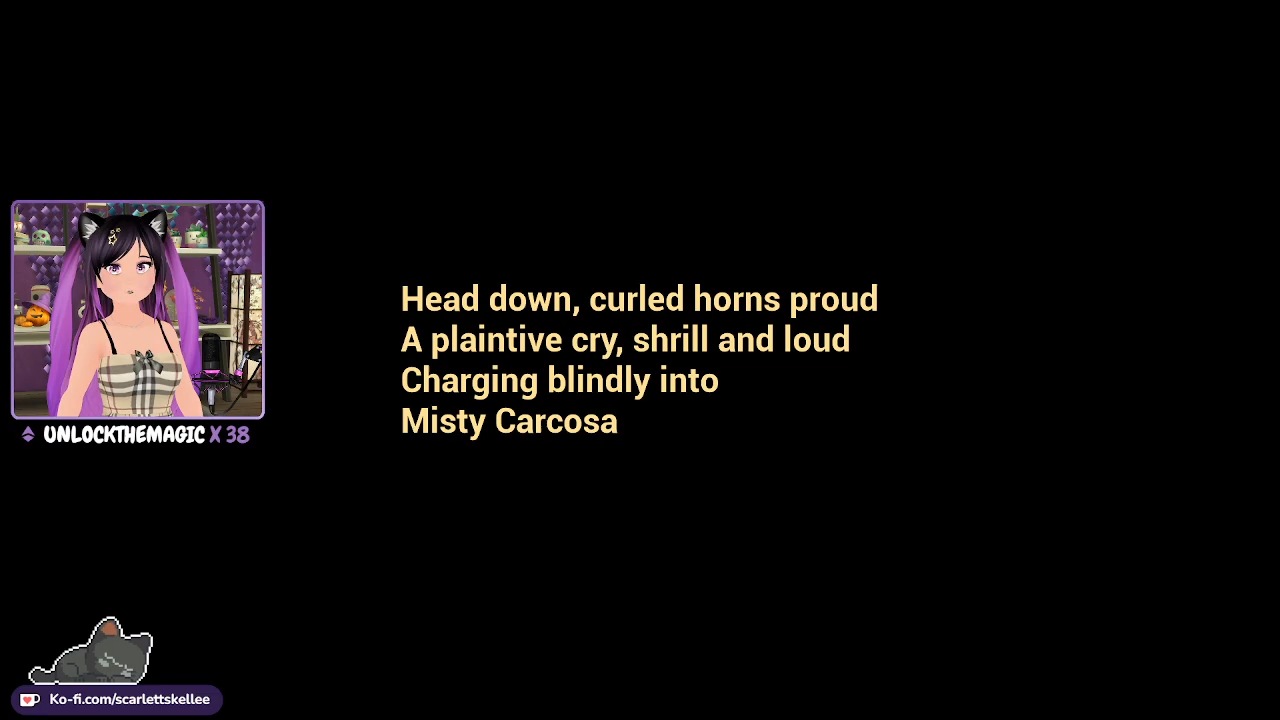 Head down, curled horns proud
A plaintive cry, shrill and loud
Charging blindly into
Misty Carcosa
UNLOCKTHEMAGIC X 38
Ko-fi.com/scarlettskellee